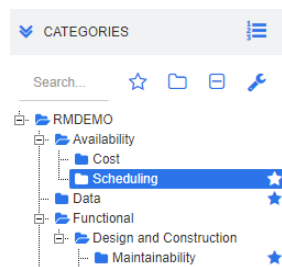 CATEGORIES
Search...
RMDEMO
Availability
Cost
Scheduling
Data
Functional
Design and Construction
Maintainability